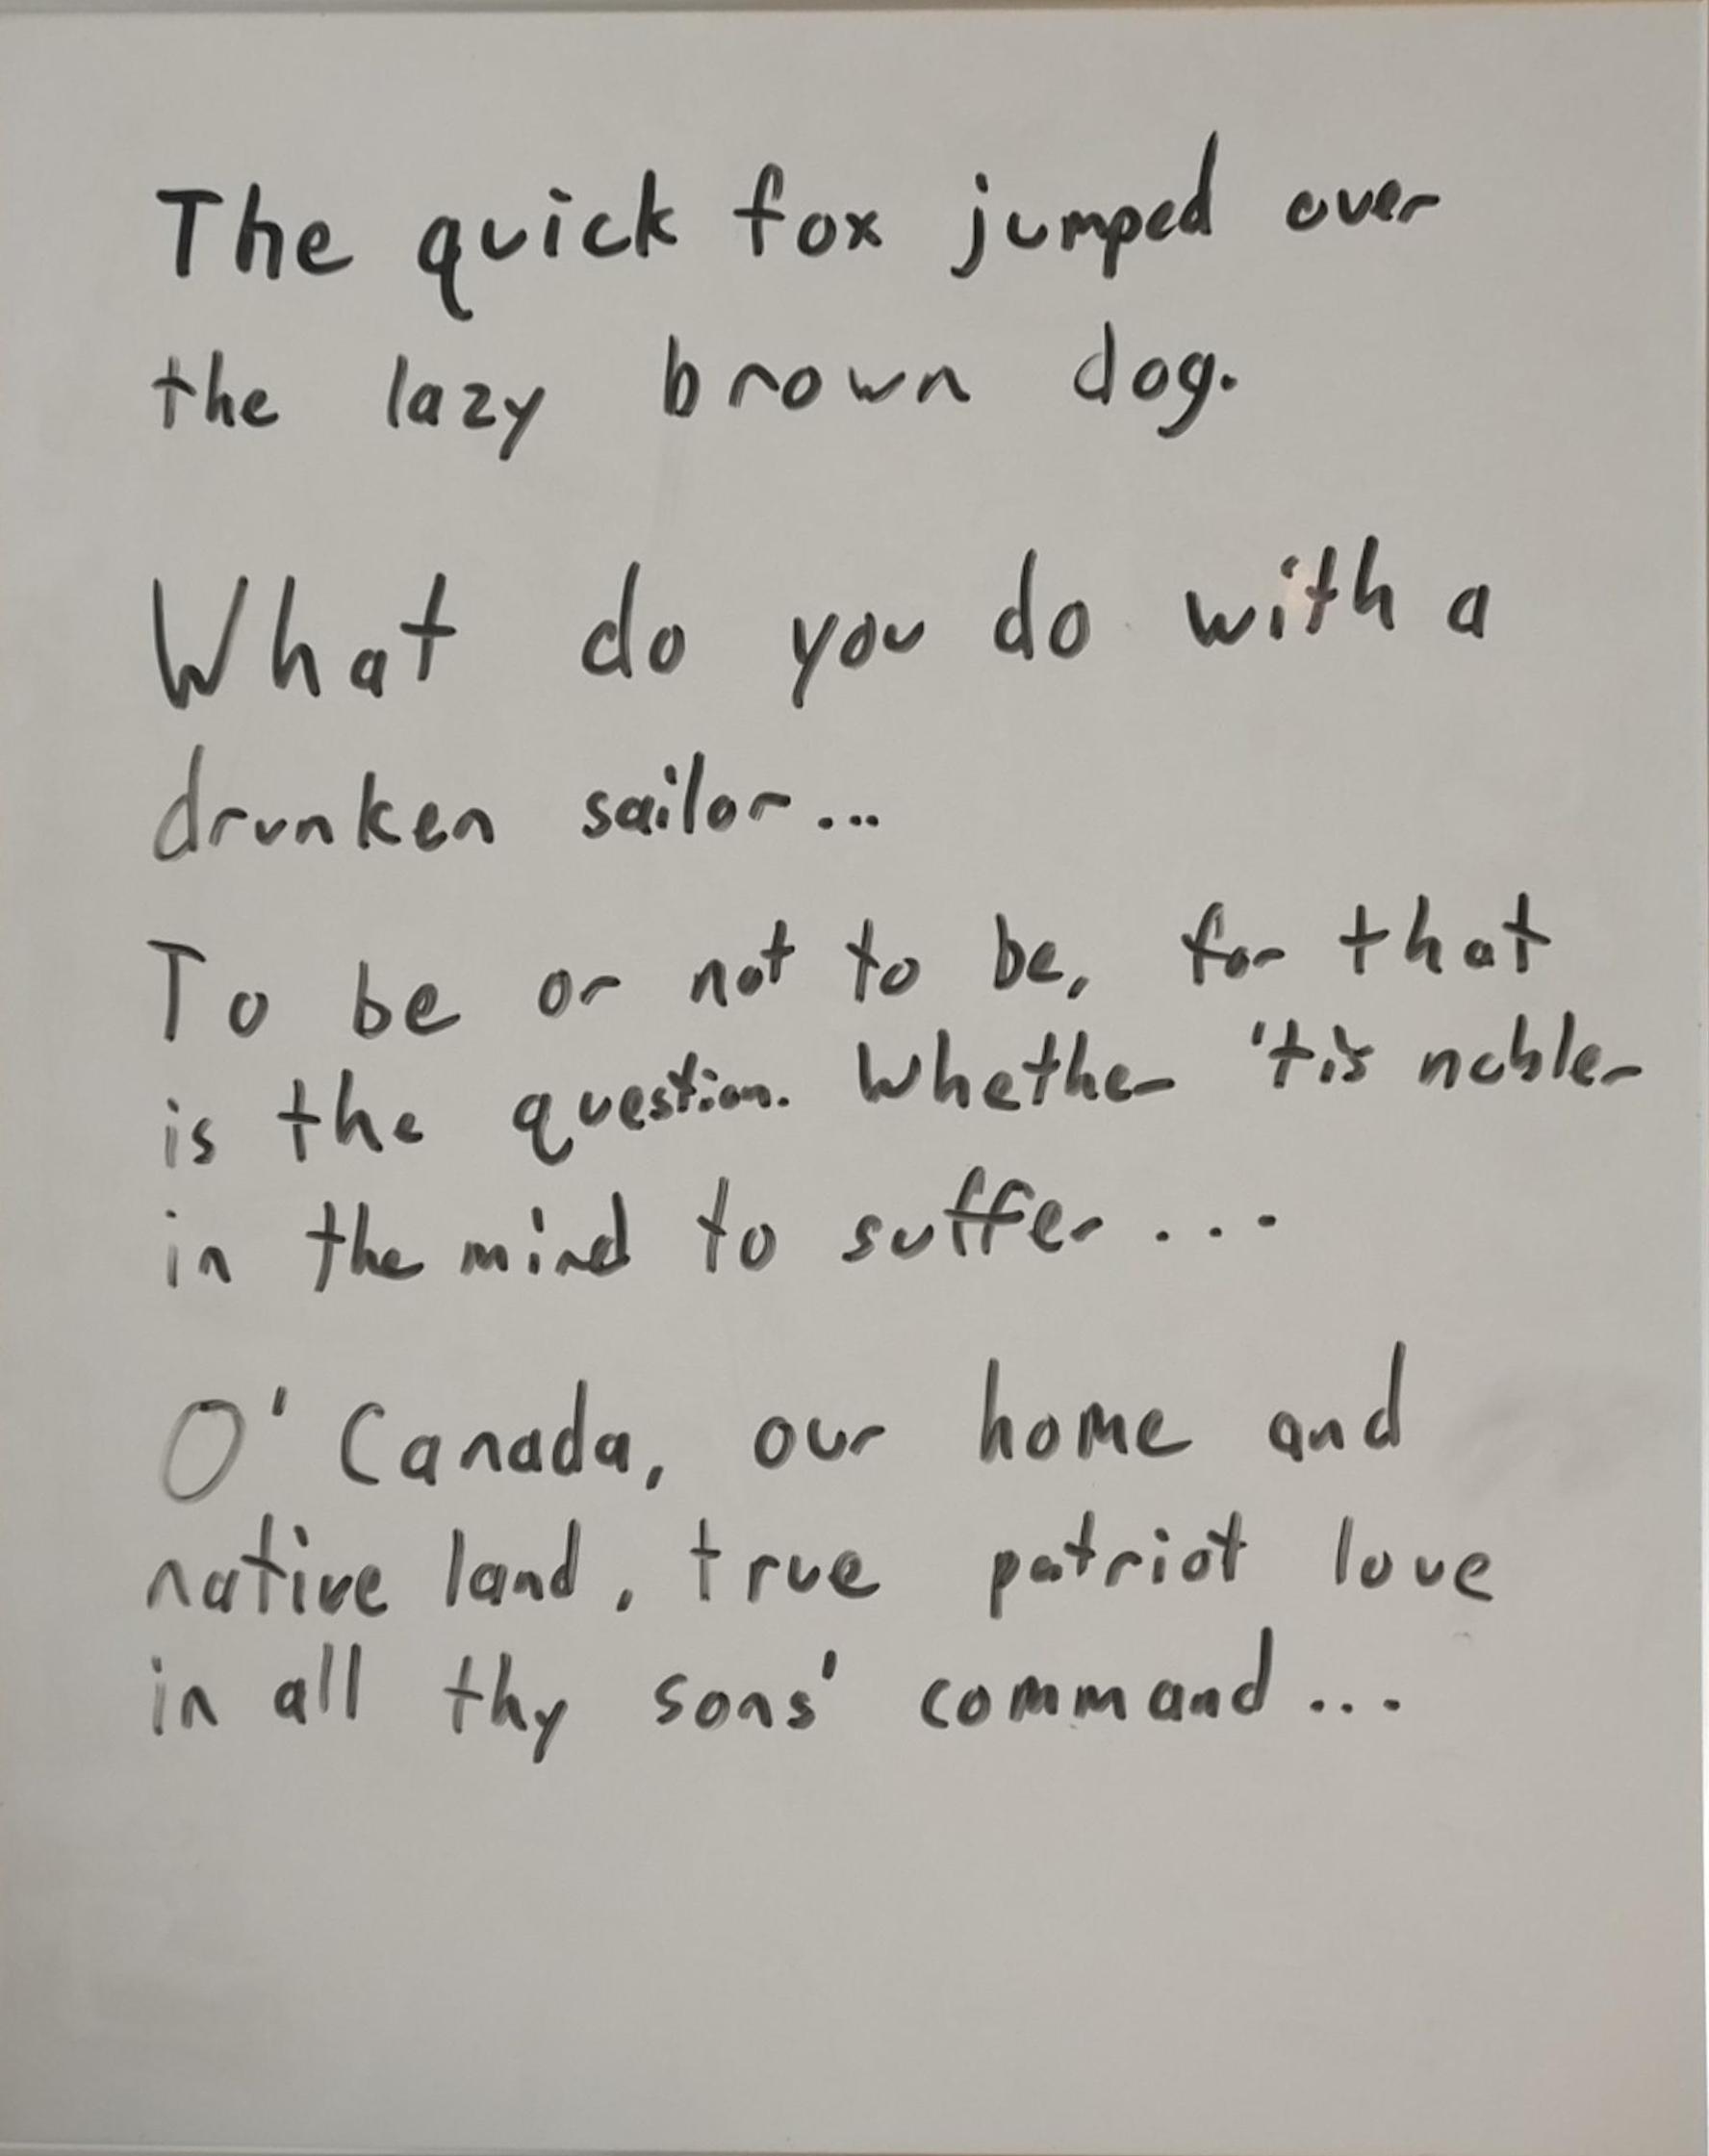 The quick fox jumped over
the lazy brown dog.
What do you do with a
drunken sailor...
To be or not to be, for that
is the question. Whether 'tis nobler
in the mind to suffer ...
O' Canada, our home and
native land, true patriot love
in all thy sons' command...